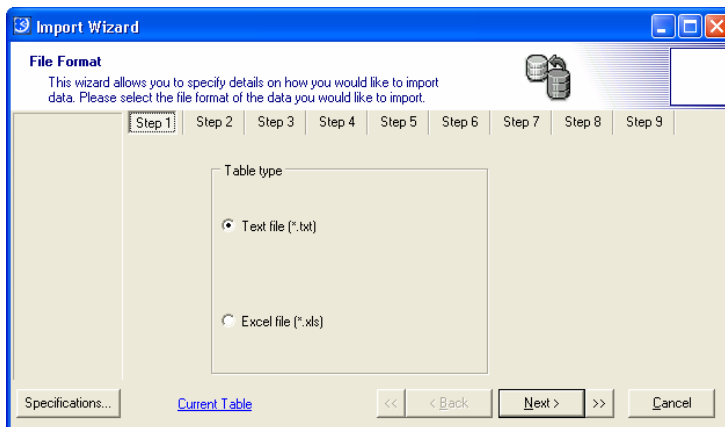 Import Wizard
File Format
This wizard allows you to specify details on how you would like to import
data. Please select the file format of the data you would like to import.
Step 1 Step 2 Step 3 Step 4 Step 5 Step 6 Step 7 Step 8 Step 9
Table type
Text file (*.txt)
Excel file (*.xls)
Specifications... Current Table << < Back Next > >> Cancel